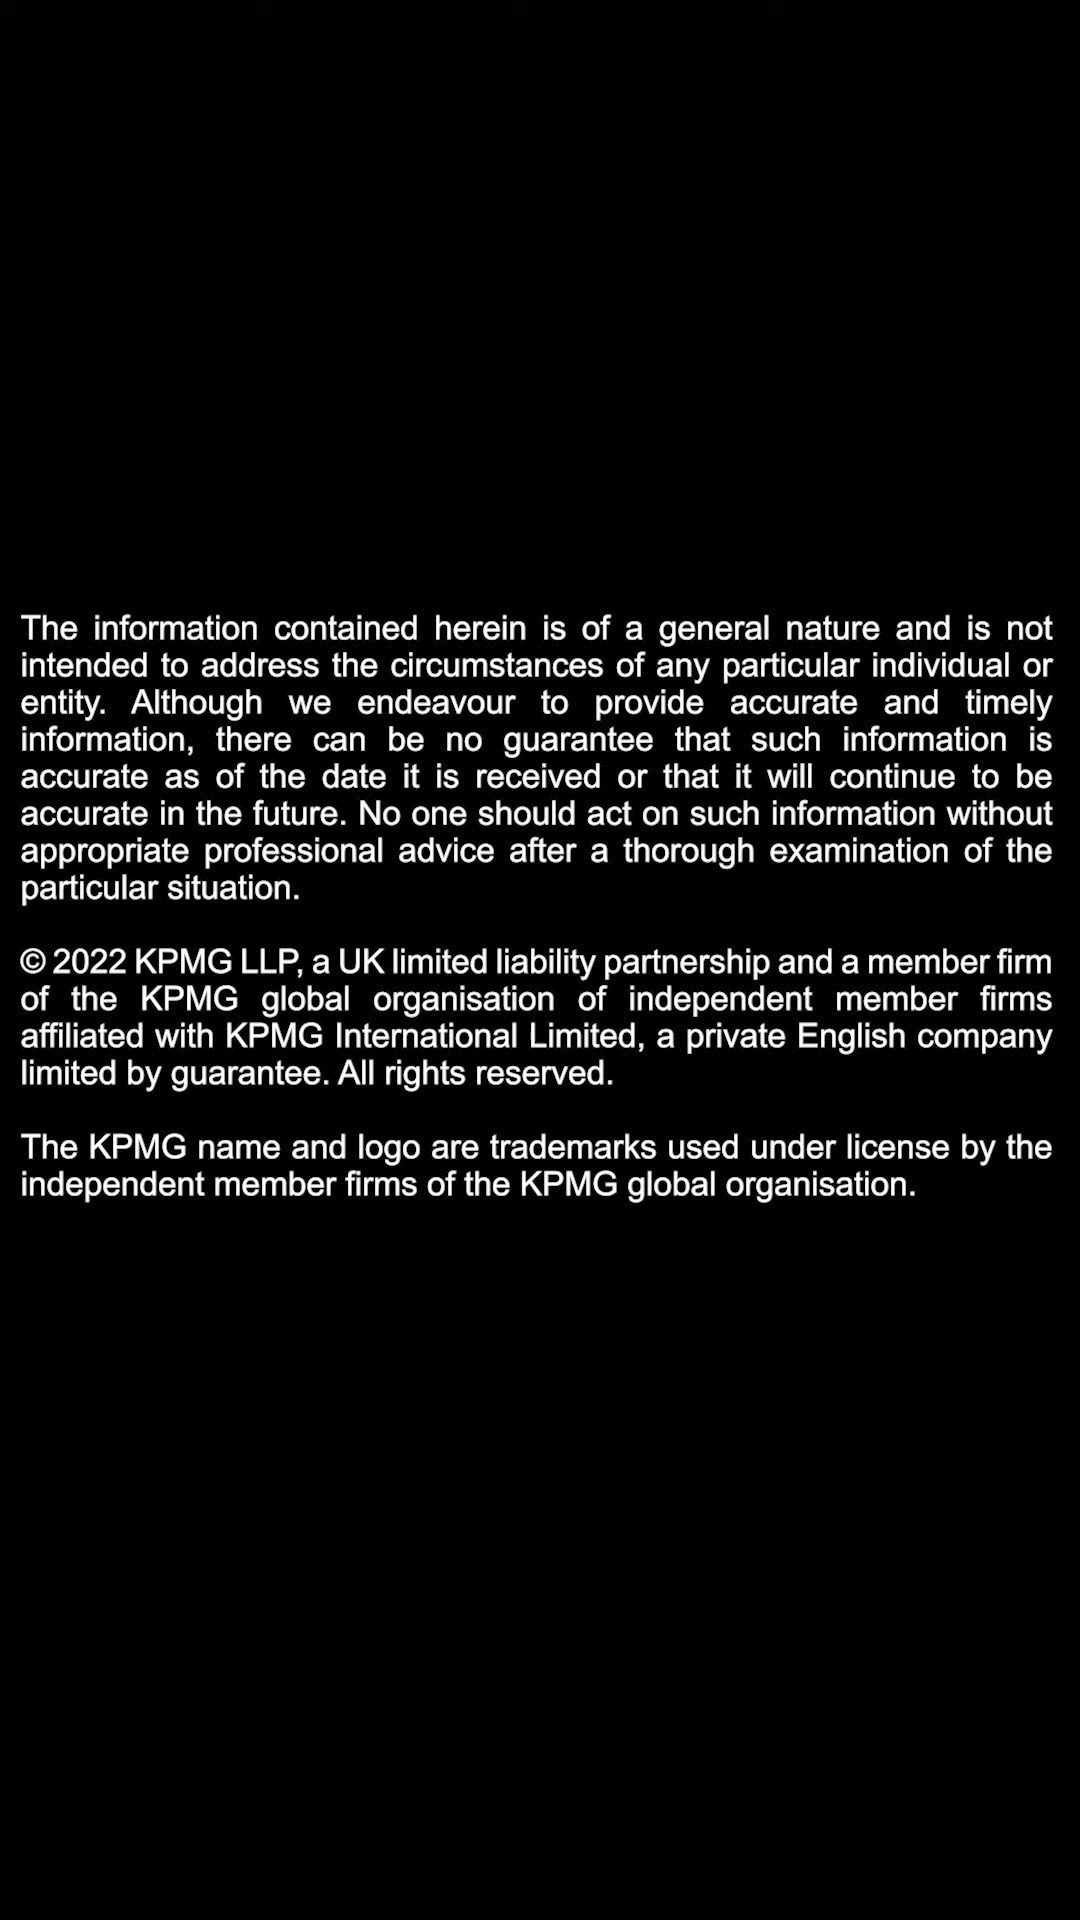 The information contained herein is of a general nature and is not
intended to address the circumstances of any particular individual or
entity. Although we endeavour to provide accurate and timely
information, there can be no guarantee that such information is
accurate as of the date it is received or that it will continue to be
accurate in the future. No one should act on such information without
appropriate professional advice after a thorough examination of the
particular situation.
© 2022 KPMG LLP, a UK limited liability partnership and a member firm
of the KPMG global organisation of independent member firms
affiliated with KPMG International Limited, a private English company
limited by guarantee. All rights reserved.
The KPMG name and logo are trademarks used under license by the
independent member firms of the KPMG global organisation.